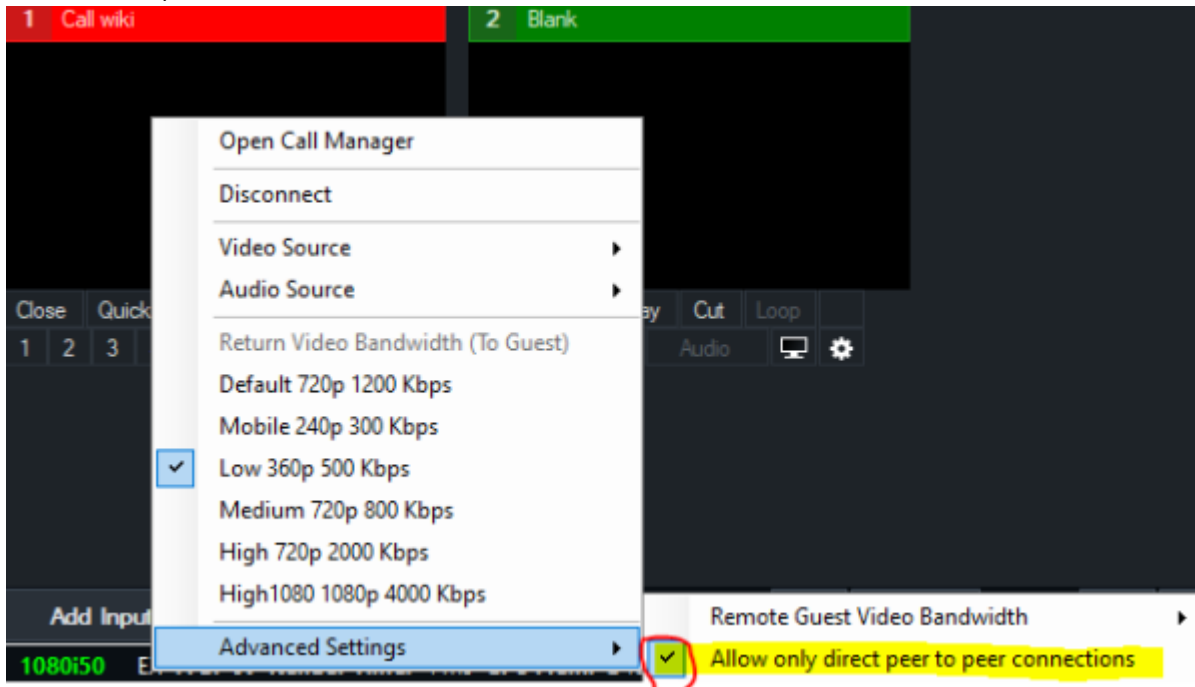 1 Call wiki
2 Blank
Open Call Manager
Disconnect
Video Source
Audio Source
Close Quick
ay Cut Loop
Return Video Bandwidth (To Guest)
1 2 3
Audio
Default 720p 1200 Kbps
Mobile 240p 300 Kbps
Low 360p 500 Kbps
Medium 720p 800 Kbps
High 720p 2000 Kbps
High1080 1080p 4000 Kbps
Add Input
Remote Guest Video Bandwidth
Advanced Settings
Allow only direct peer to peer connections
1080i50